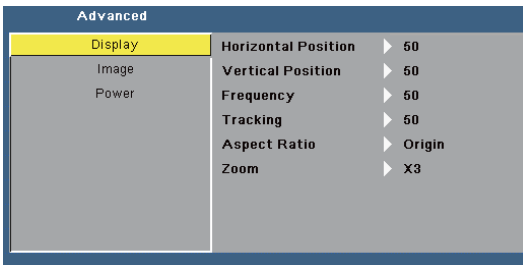 Advanced
Display
Image
Power
Horizontal Position 50
Vertical Position 50
Frequency 50
Tracking 50
Aspect Ratio Origin
Zoom X3